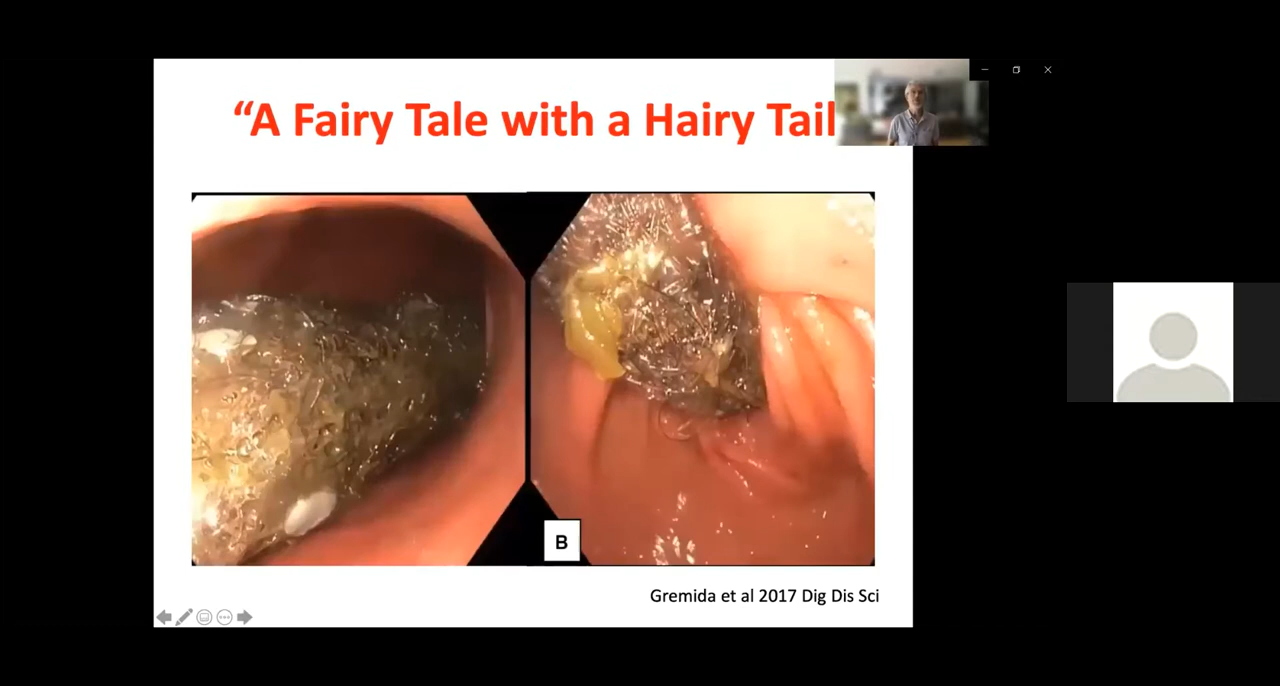 “A Fairy Tale with a Hairy Tail
B
Gremida et al 2017 Dig Dis Sci